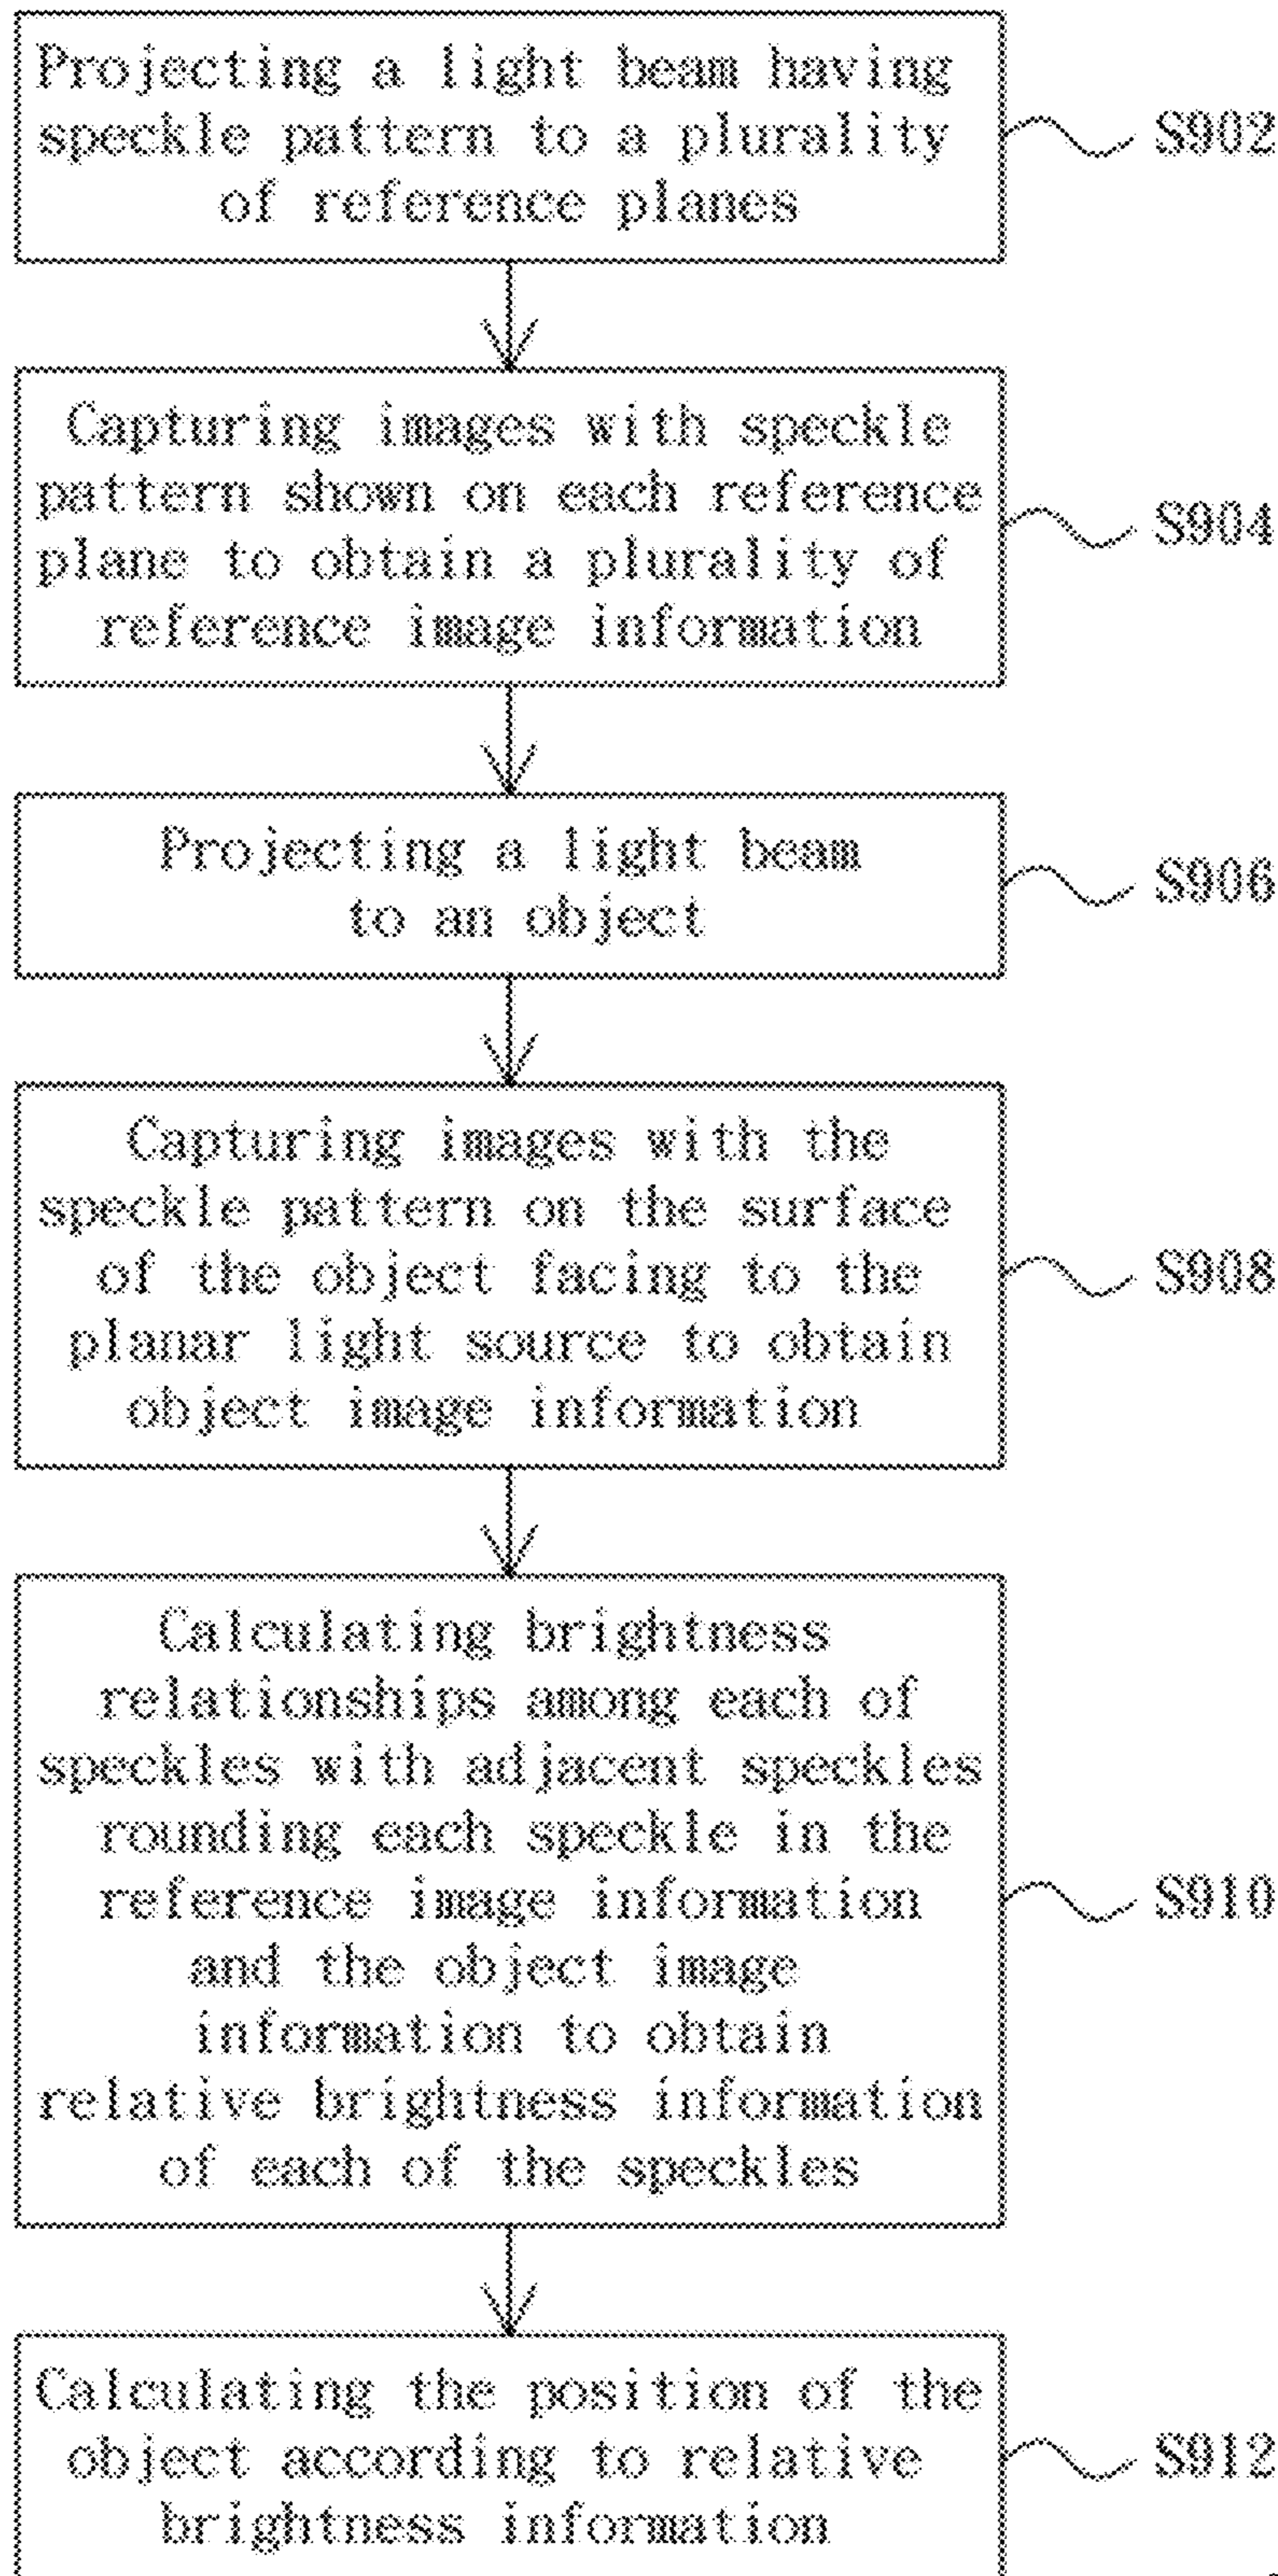 Projecting a light beam having
speckle pattern to a plurality
of reference planes
S902
Capturing images with speckle
pattern shown on each reference
plane to obtain a plurality of
reference image information
S904
Projecting a light beam
to an object
S906
Capturing images with the
speckle pattern on the surface
of the object facing to the
planar light source to obtain
object image information
S908
Calculating brightness
relationships among each of
speckles with adjacent speckles
rounding each speckle in the
reference image information
and the object image
information to obtain
relative brightness information
of each of the speckles
S910
Calculating the position of the
object according to relative
brightness information
S912